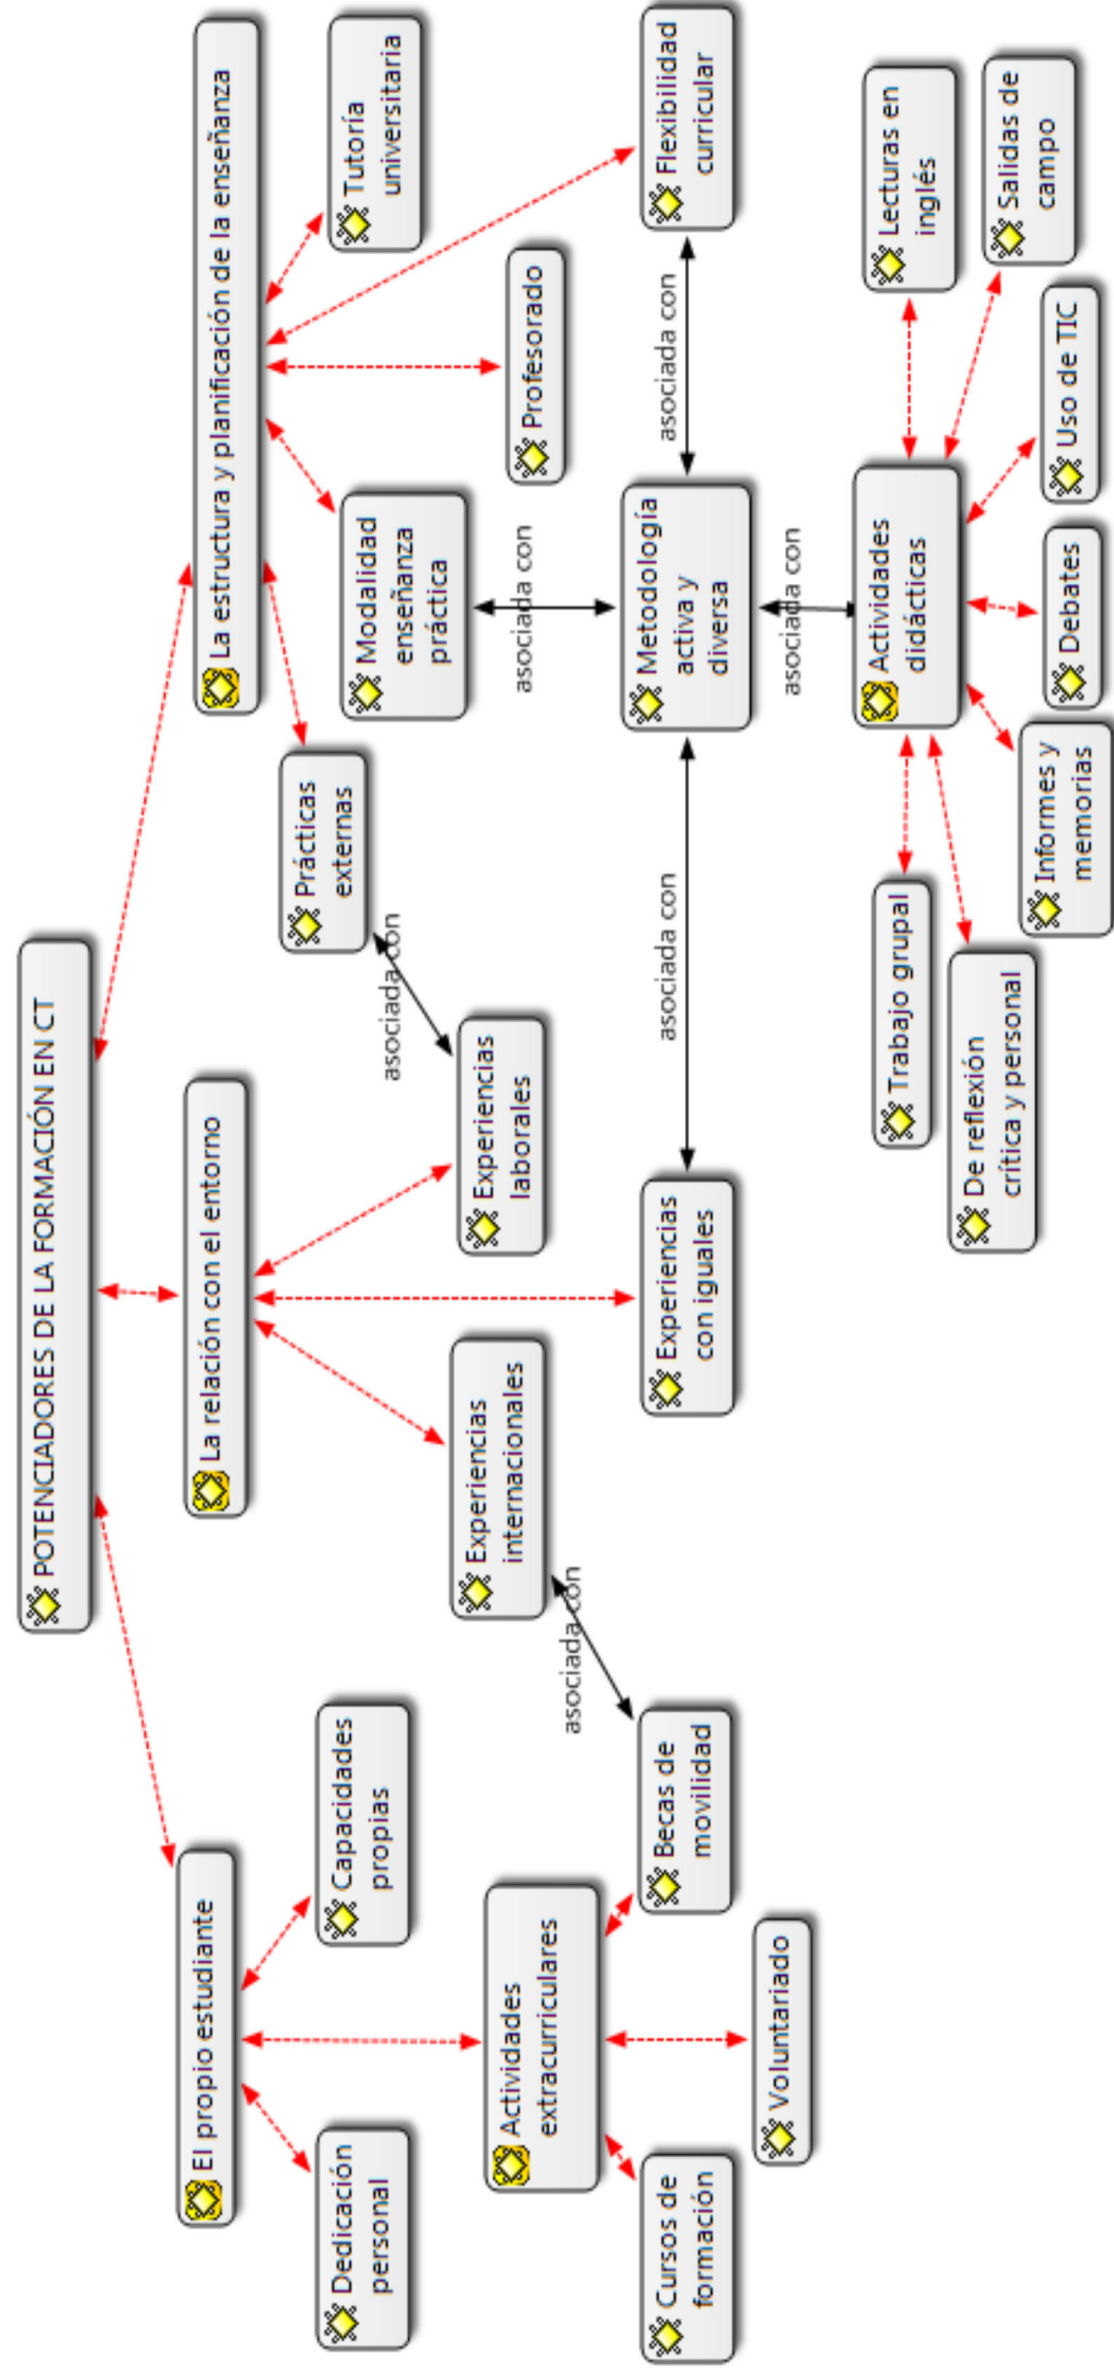 POTENCIADORES DE LA FORMACIÓN EN CT
El propio estudiante
La relación con el entorno
La estructura y planificación de la enseñanza
Dedicación
personal
Capacidades
propias
Prácticas
externas
Modalidad
enseñanza
práctica
Tutoría
universitaria
Profesorado
asociada con
Actividades
extracurriculares
Experiencias
internacionales
Experiencias
laborales
asociada con
asociada con
Cursos de
formación
Voluntariado
Becas de
movilidad
Experiencias
con iguales
asociada con
Metodología
activa y
diversa
asociada con
Flexibilidad
curricular
asociada con
Actividades
didácticas
Trabajo grupal
De reflexión
crítica y personal
Informes y
memorias
Debates
Uso de TIC
Salidas de
campo
Lecturas en
inglés